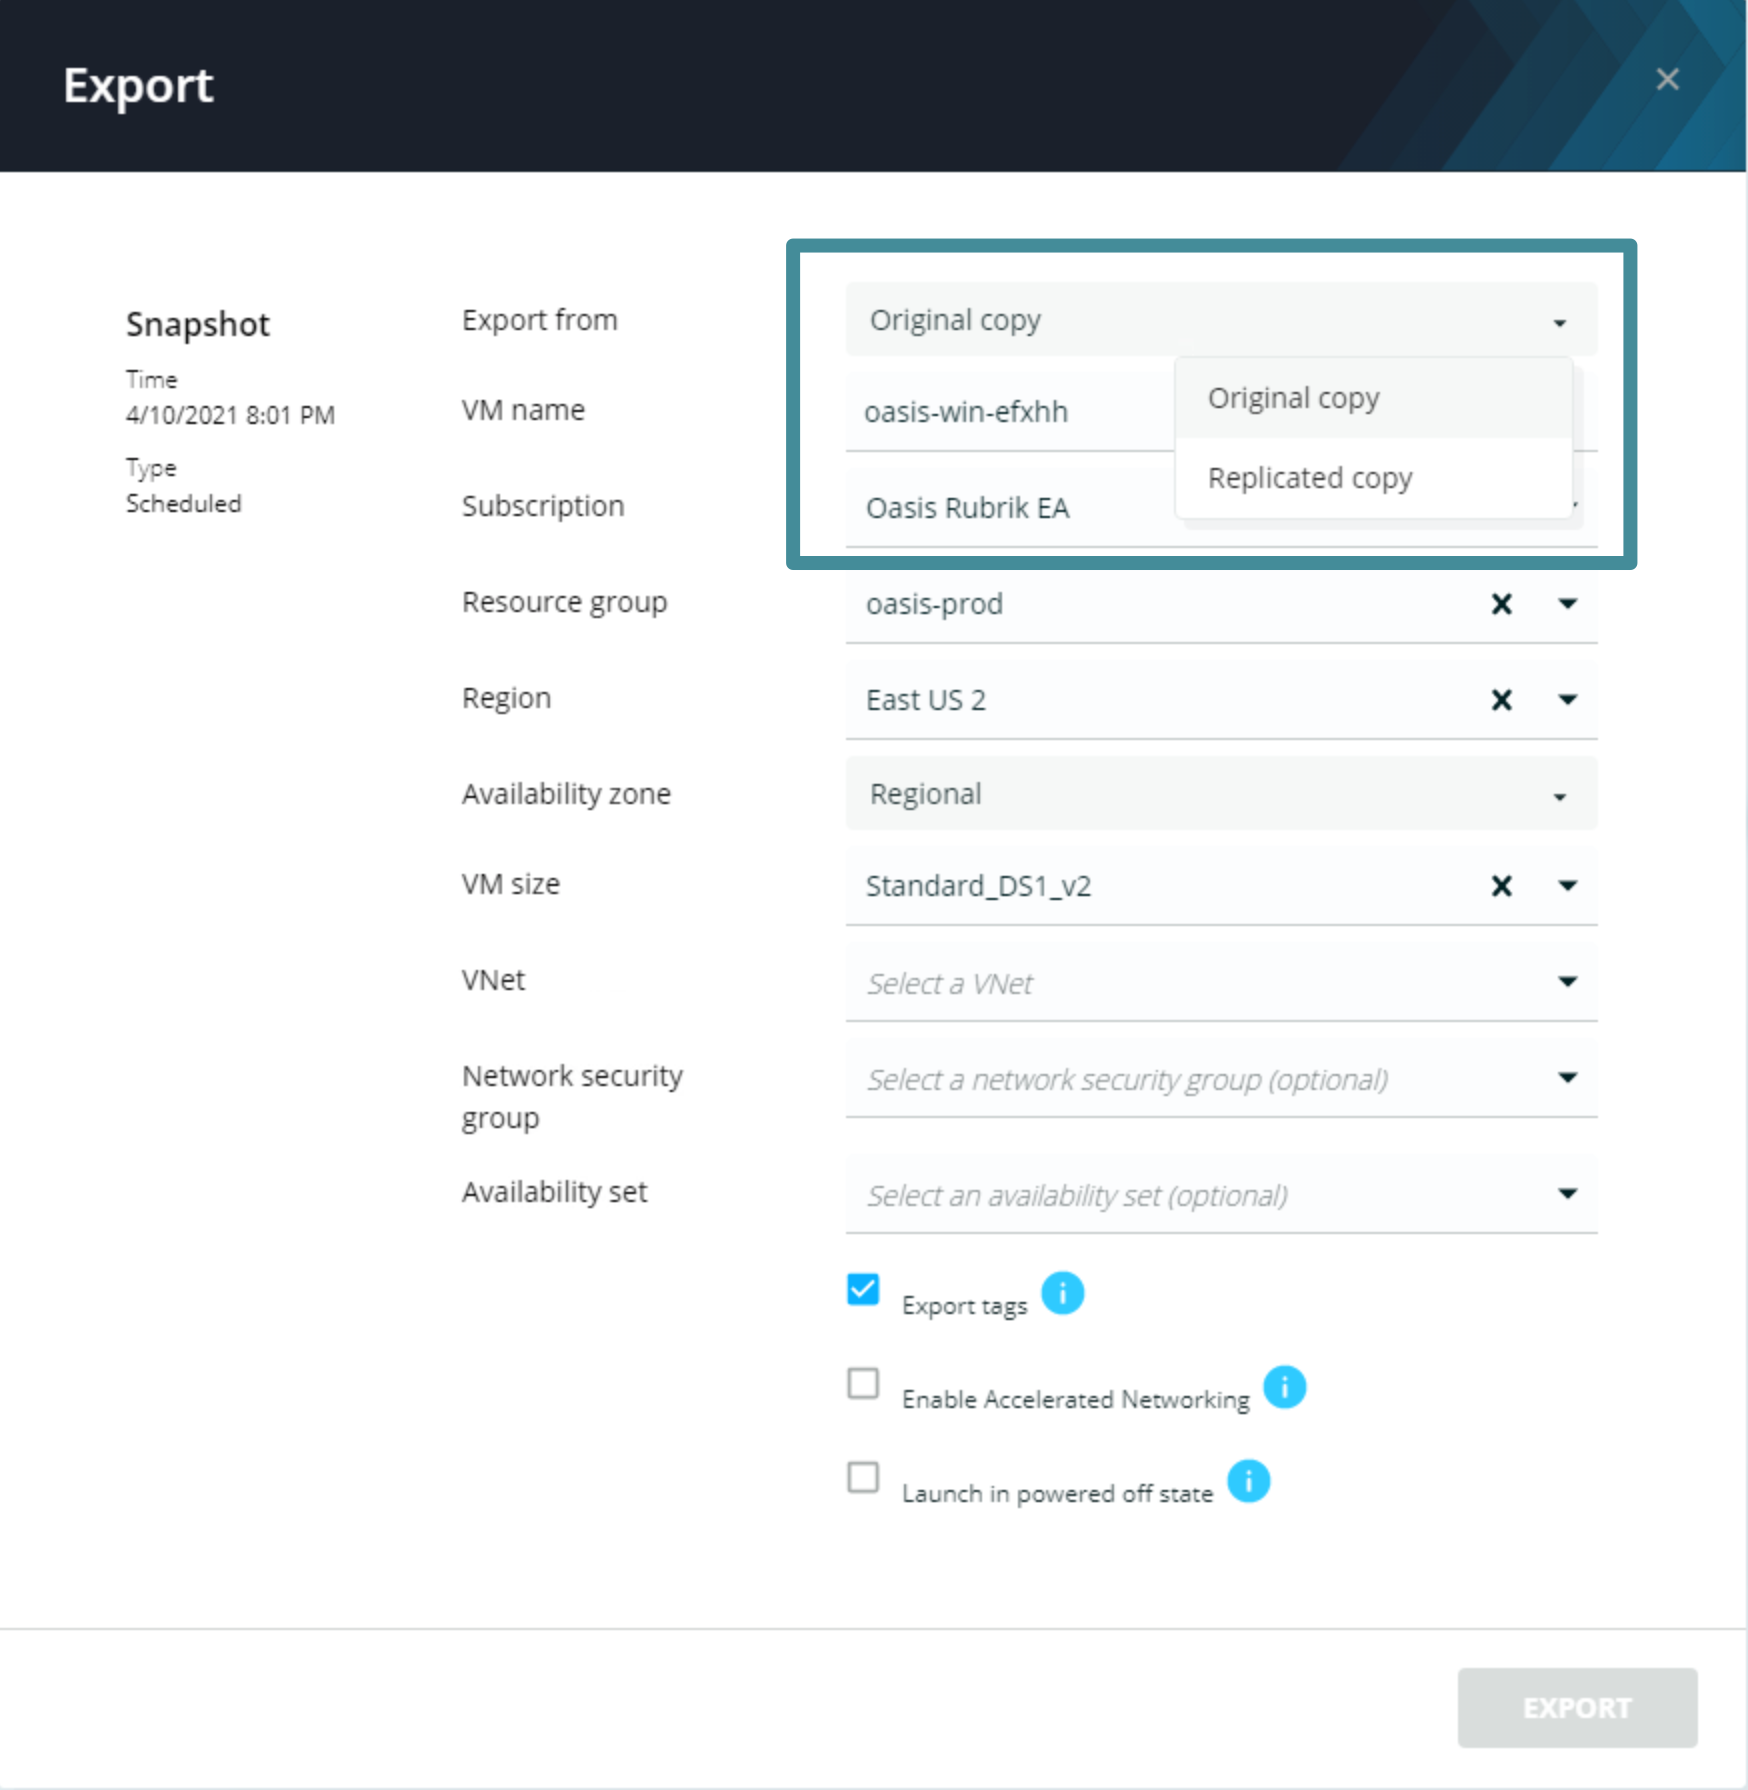 Export
Snapshot
Time
4/10/2021 8:01 PM
Type
Scheduled
Export from
Original copy
Original copy
Replicated copy
VM name
oasis-win-efxhh
Subscription
Oasis Rubrik EA
Resource group
oasis-prod
Region
East US 2
Availability zone
Regional
VM size
Standard_DS1_v2
VNet
Select a VNet
Network security
group
Select a network security group (optional)
Availability set
Select an availability set (optional)
Export tags
Enable Accelerated Networking
Launch in powered off state
EXPORT